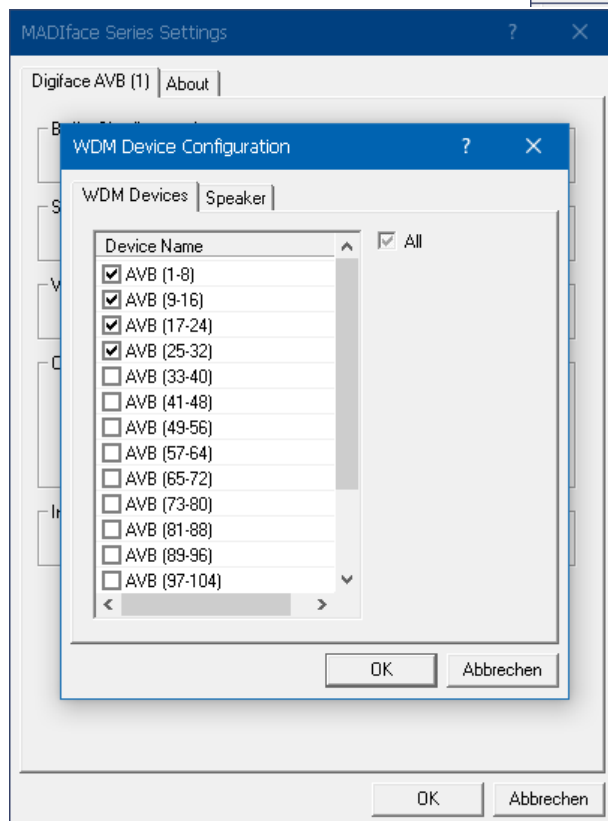 MADIface Series Settings
Digiface AVB (1) About
WDM Device Configuration
WDM Devices Speaker
Device Name
All
AVB (1-8)
AVB (9-16)
AVB (17-24)
AVB (25-32)
AVB (33-40)
AVB (41-48)
AVB (49-56)
AVB (57-64)
AVB (65-72)
AVB (73-80)
AVB (81-88)
AVB (89-96)
AVB (97-104)
OK Abbrechen
OK Abbrechen